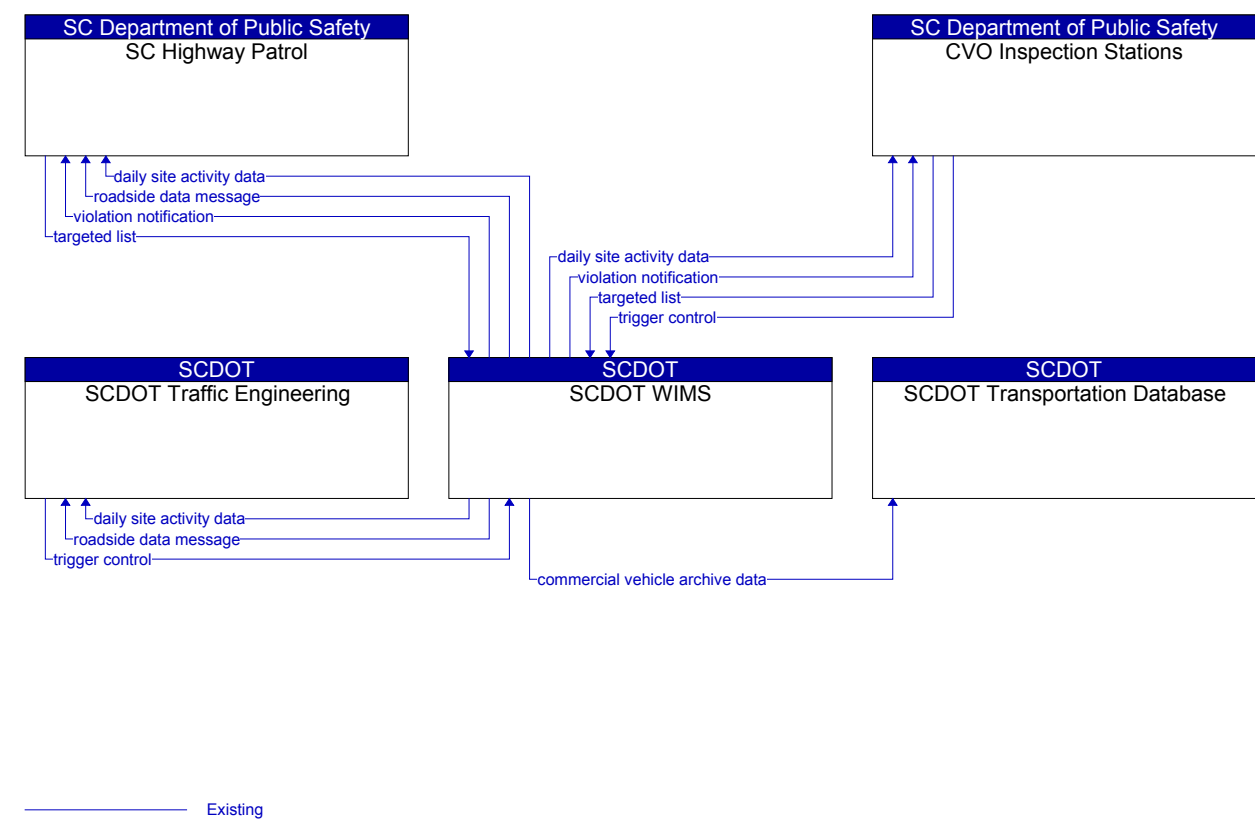 SC Department of Public Safety
SC Highway Patrol
SC Department of Public Safety
CVO Inspection Stations
daily site activity data
roadside data message
violation notification
targeted list
daily site activity data
violation notification
targeted list
trigger control
SCDOT
SCDOT Traffic Engineering
SCDOT
SCDOT WIMS
SCDOT
SCDOT Transportation Database
daily site activity data
roadside data message
trigger control
commercial vehicle archive data
Existing